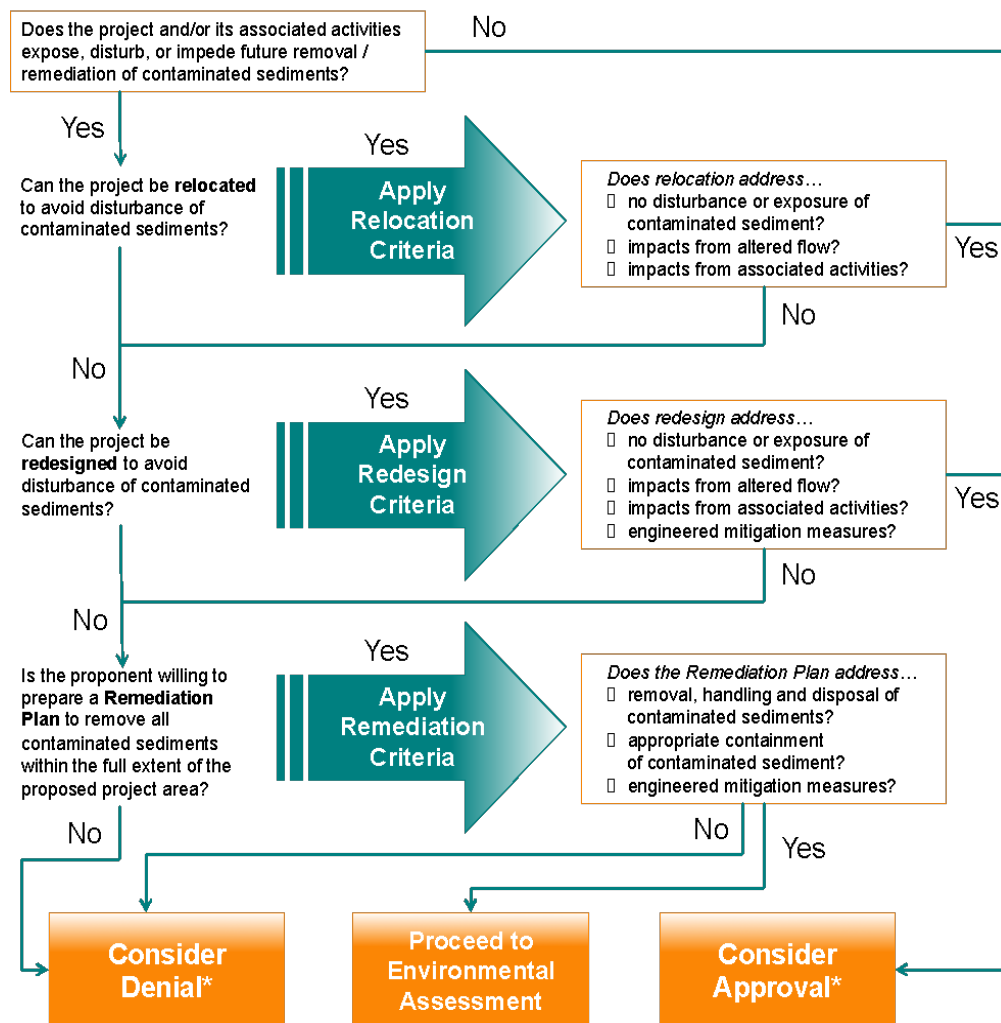 Does the project and/or its associated activities
expose, disturb, or impede future removal /
remediation of contaminated sediments?
No
Yes
Can the project be relocated
to avoid disturbance of
contaminated sediments?
Yes
Apply
Relocation
Criteria
Does relocation address…
▯ no disturbance or exposure of
contaminated sediment?
▯ impacts from altered flow?
▯ impacts from associated activities?
Yes
No
No
Can the project be
redesigned to avoid
disturbance of contaminated
sediments?
Yes
Apply
Redesign
Criteria
Does redesign address…
▯ no disturbance or exposure of
contaminated sediment?
▯ impacts from altered flow?
▯ impacts from associated activities?
▯ engineered mitigation measures?
Yes
No
No
Is the proponent willing to
prepare a Remediation
Plan to remove all
contaminated sediments
within the full extent of the
proposed project area?
Yes
Apply
Remediation
Criteria
Does the Remediation Plan address…
▯ removal, handling and disposal of
contaminated sediments?
▯ appropriate containment
of contaminated sediment?
▯ engineered mitigation measures?
No
No
Yes
Consider
Denial*
Proceed to
Environmental
Assessment
Consider
Approval*